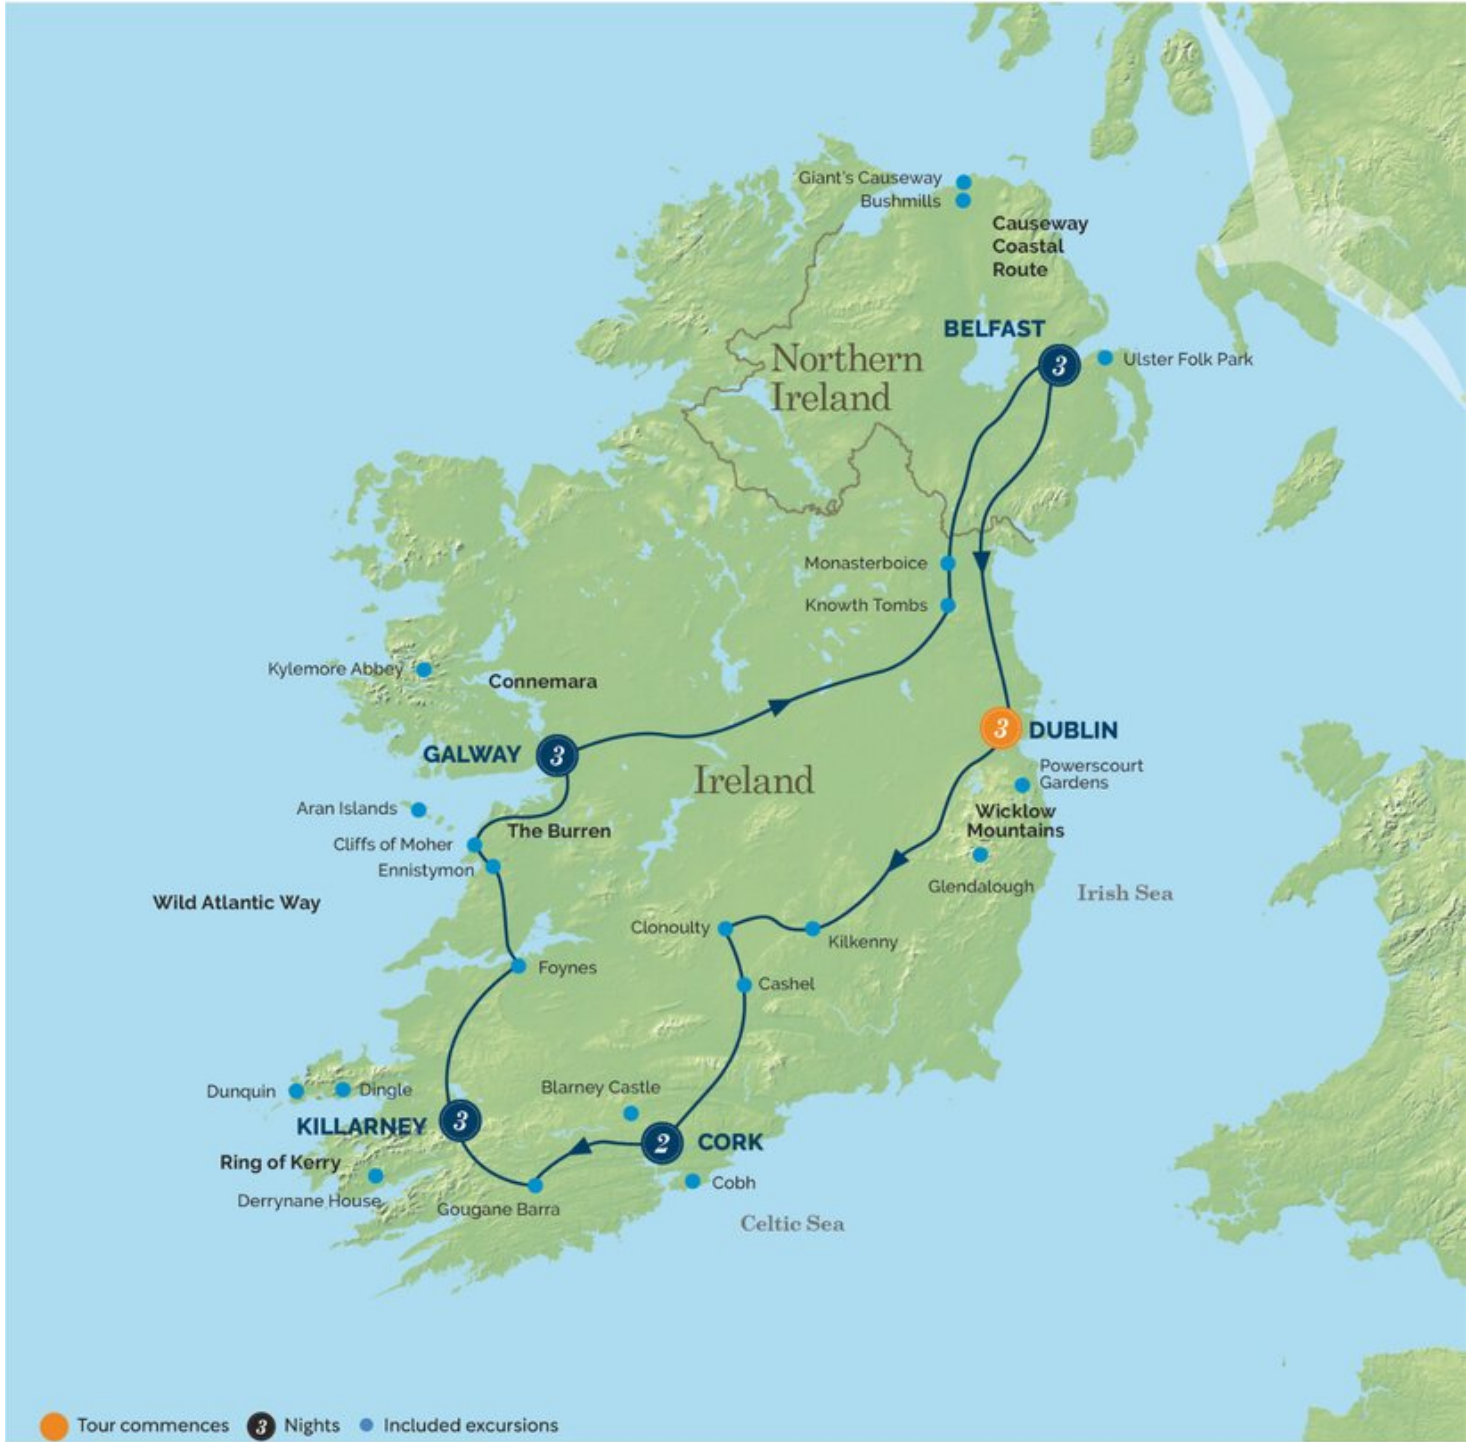 Giant's Causeway
Bushmills
Causeway
Coastal
Route
BELFAST
3
Ulster Folk Park
Northern
Ireland
Monasterboice
Knowth Tombs
Kylemore Abbey
Connemara
GALWAY
3
3
DUBLIN
Powerscourt
Gardens
Ireland
Aran Islands
Wicklow
Mountains
The Burren
Cliffs of Moher
Ennistymon
Glendalough
Irish Sea
Wild Atlantic Way
Clonoulty
Kilkenny
Foynes
Cashel
Dunquin
Dingle
Blarney Castle
KILLARNEY
3
2
CORK
Ring of Kerry
Derrynane House
Gougane Barra
Cobh
Celtic Sea
Tour commences
3
Nights
Included excursions